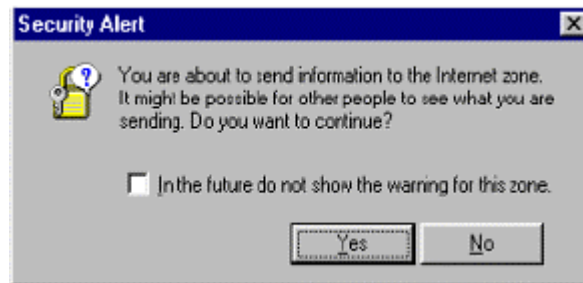 Security Alert
You are about to send information to the Internet zone.
It might be possible for other people to see what you are
sending. Do you want to continue?
In the future do not show the warning for this zone.
Yes No